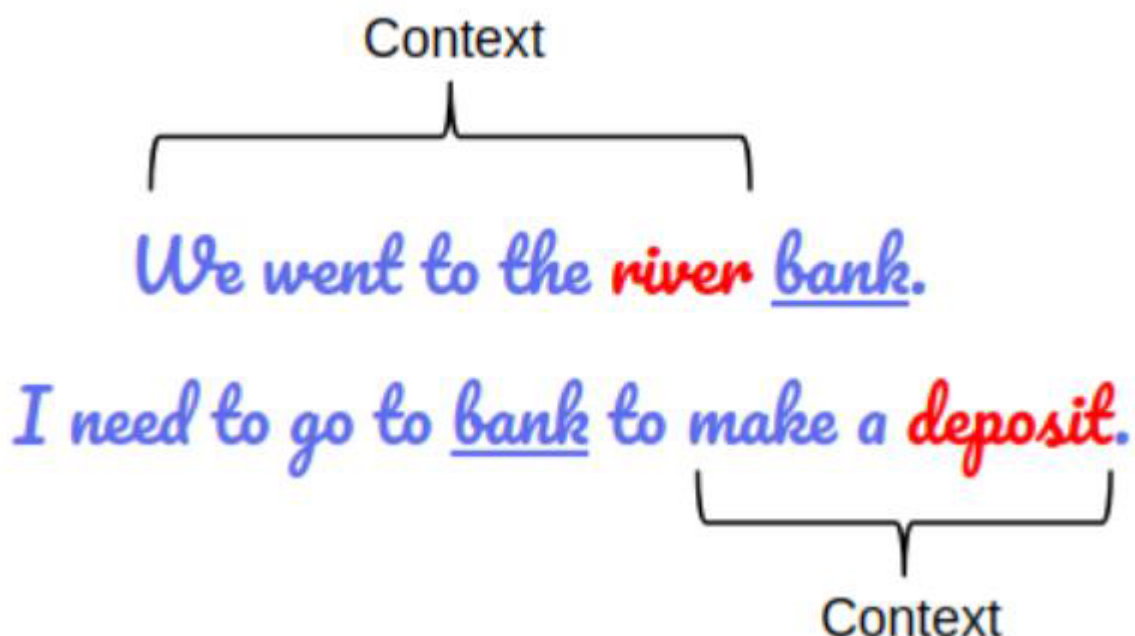 Context
We went to the river bank.
I need to go to bank to make a deposit.
Context